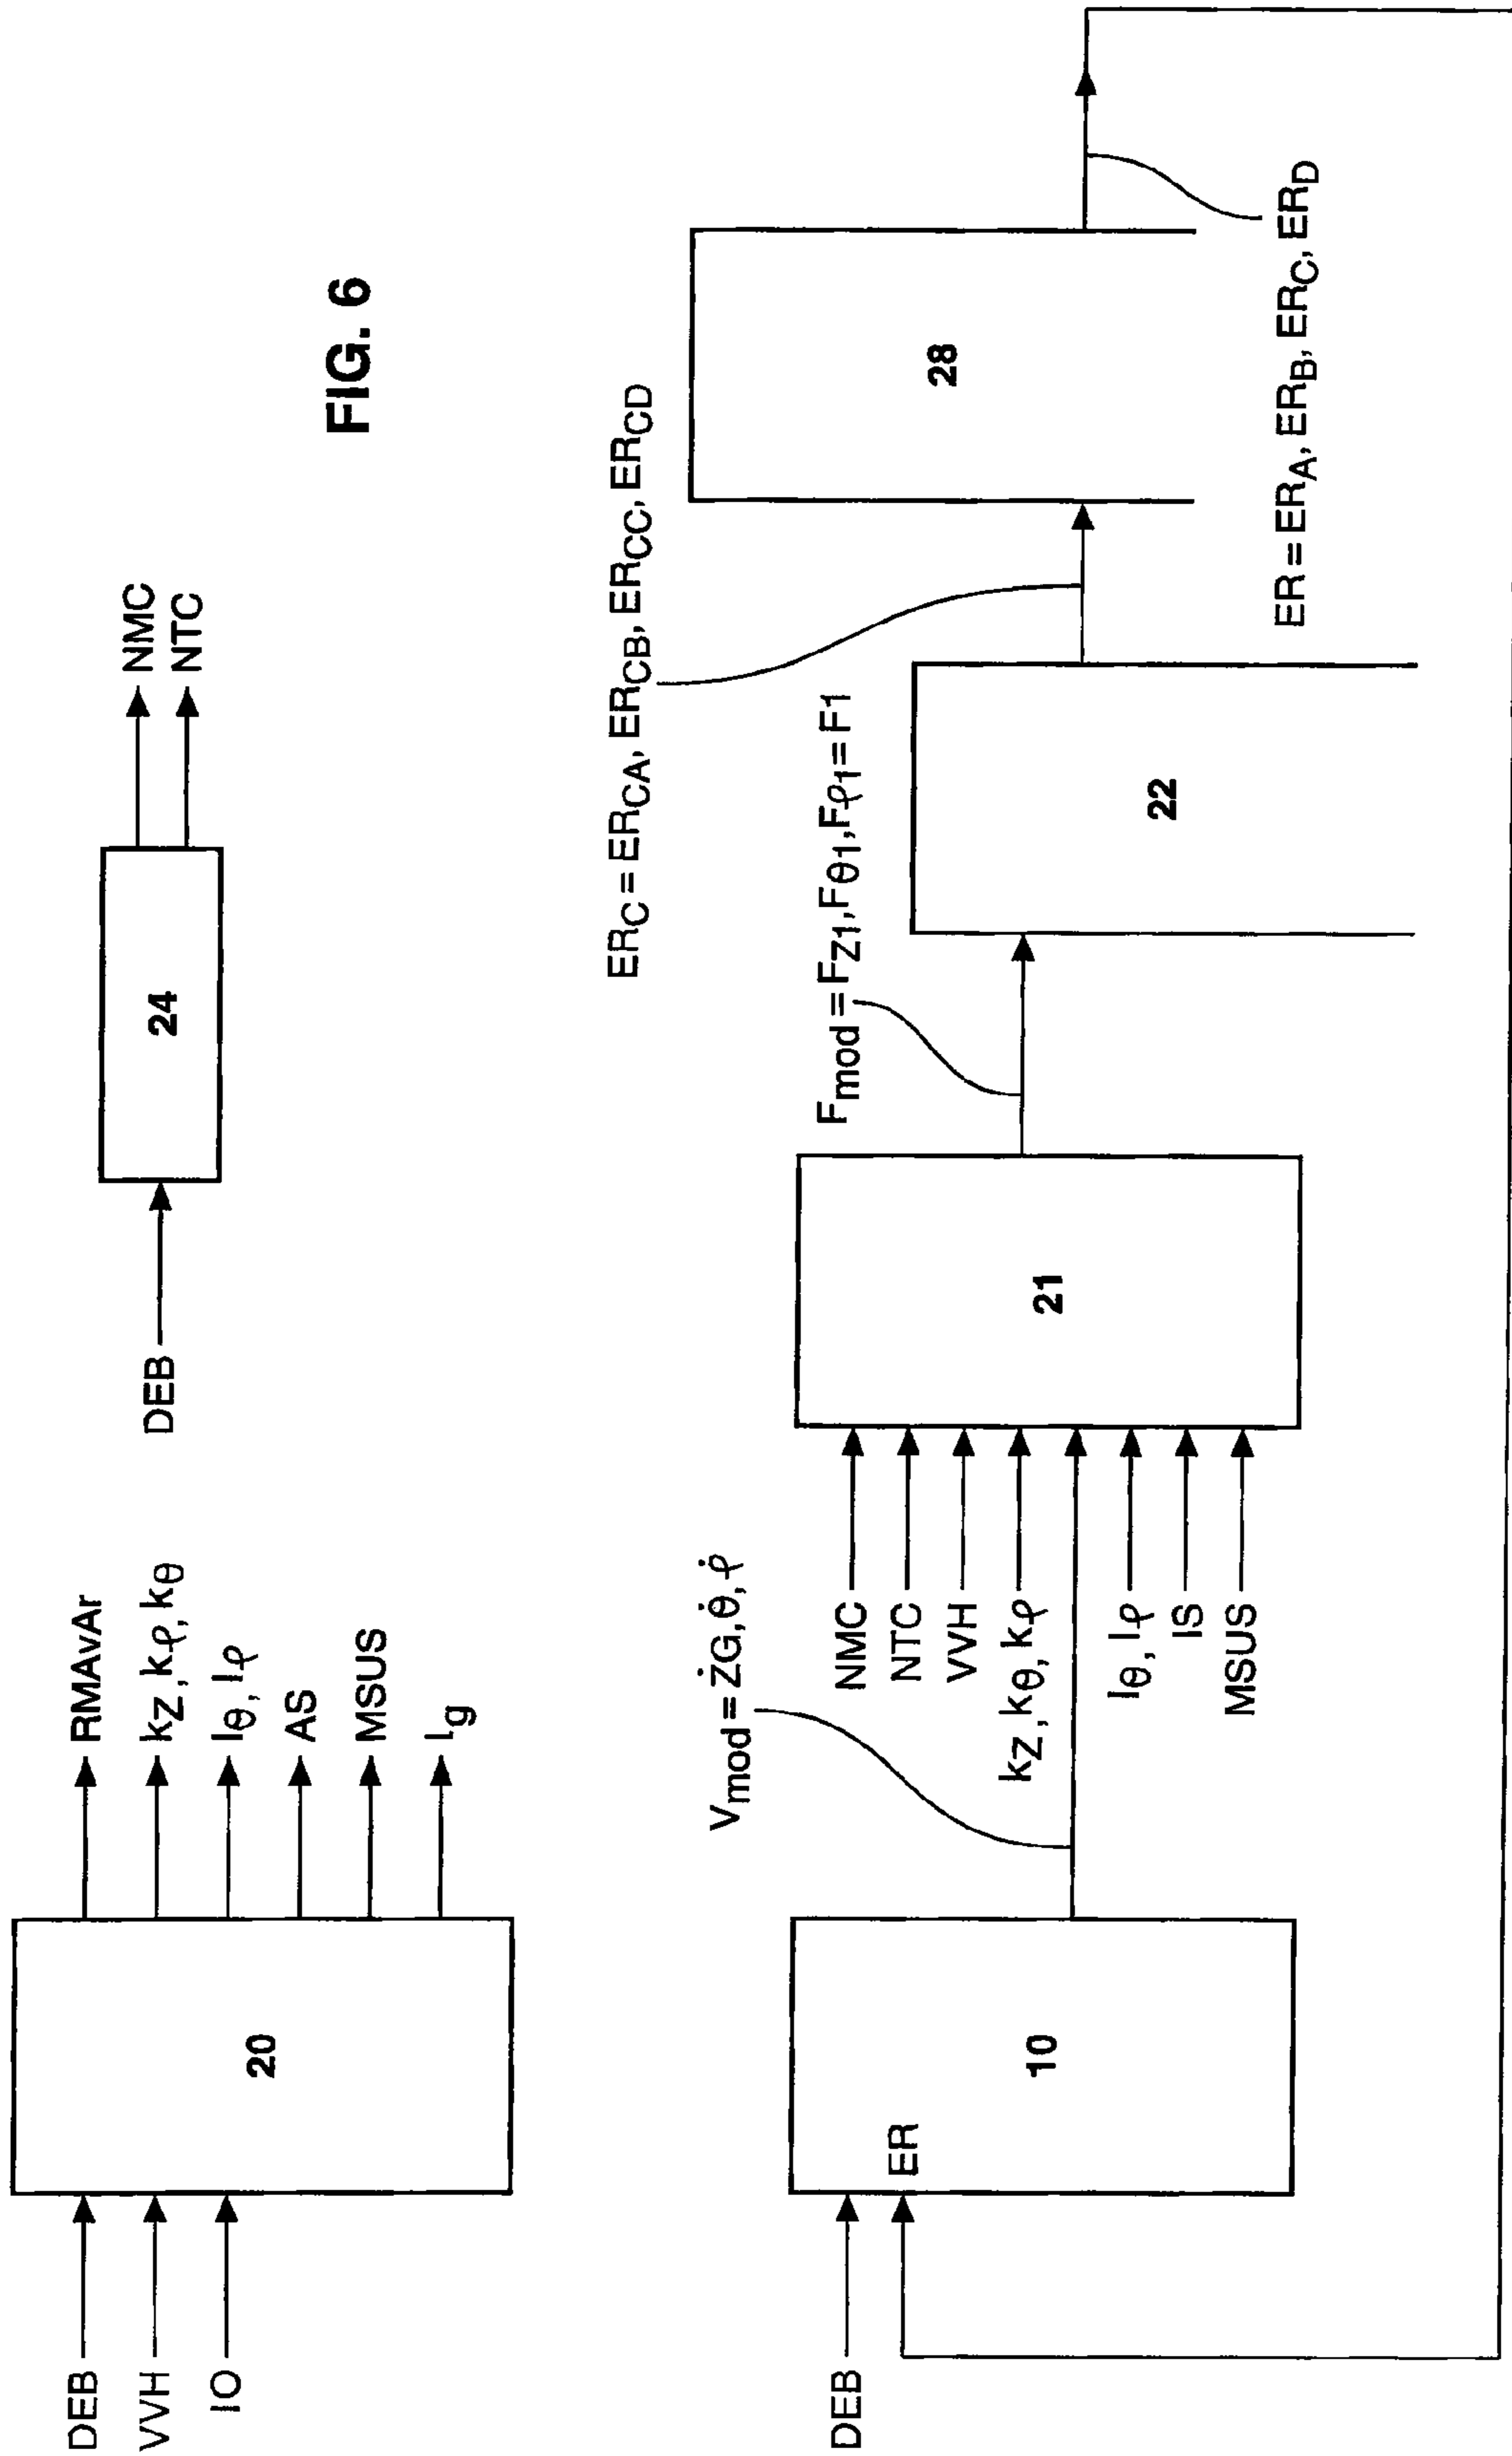 FIG. 6
DEB
VVH
IO
20
RMAvAr
kZ, kφ, kθ
Iθ, Iφ
AS
MSUS
Lg
DEB
24
NMC
NTC
DEB
ER
10
Vmod = ŻG, θ̇, φ̇
NMC
NTC
VVH
kZ, kθ, kφ
Iθ, Iφ
IS
MSUS
21
Fmod = FZ1, Fθ1, Fφ1 = F1
22
ERC = ERCA, ERCB, ERCC, ERCD
28
ER = ERA, ERB, ERC, ERD